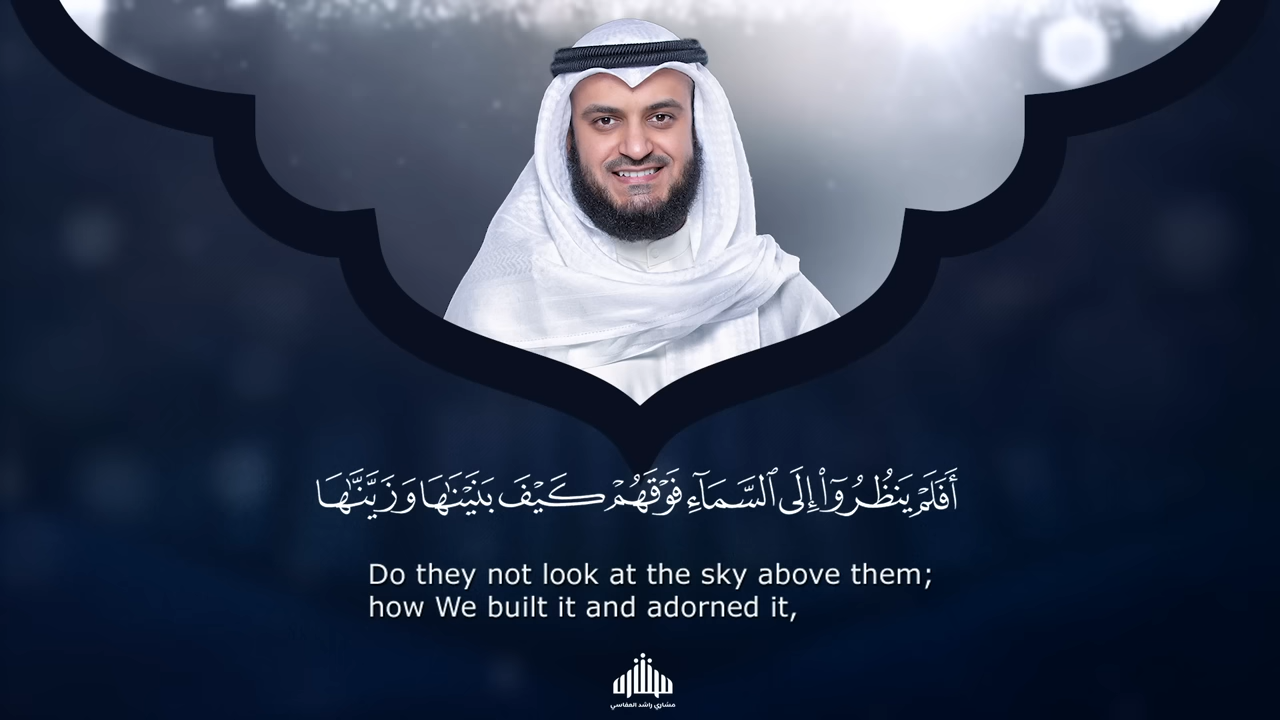 أَفَلَمْ يَنظُرُوٓا۟ إِلَى ٱلسَّمَآءِ فَوْقَهُمْ كَيْفَ بَنَيْنَـٰهَا وَزَيَّنَّـٰهَا
Do they not look at the sky above them;
how We built it and adorned it,
مشاري راشد العفاسي